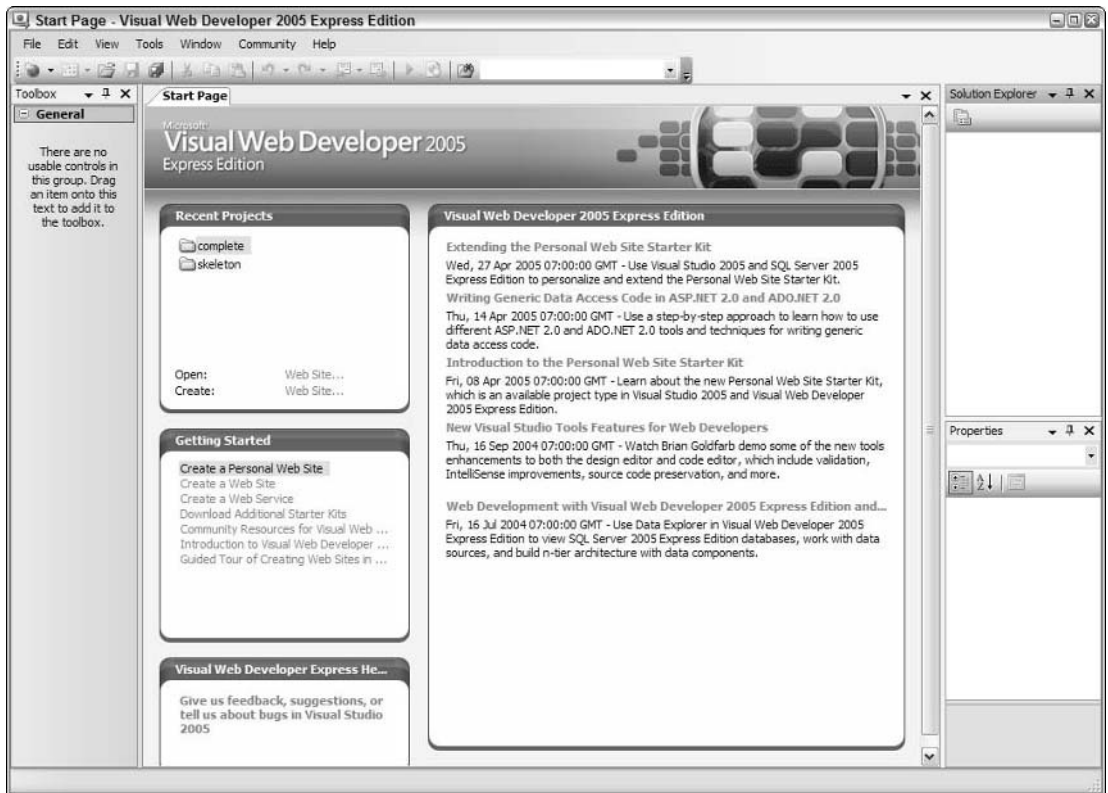 Start Page - Visual Web Developer 2005 Express Edition
File Edit View Tools Window Community Help
Toolbox
General
There are no
usable controls in
this group. Drag
an item onto this
text to add it to
the toolbox.
Start Page
Microsoft
Visual Web Developer 2005
Express Edition
Recent Projects
complete
skeleton
Open: Web Site...
Create: Web Site...
Getting Started
Create a Personal Web Site
Create a Web Site
Create a Web Service
Download Additional Starter Kits
Community Resources for Visual Web ...
Introduction to Visual Web Developer ...
Guided Tour of Creating Web Sites in ...
Visual Web Developer Express He...
Give us feedback, suggestions, or
tell us about bugs in Visual Studio
2005
Visual Web Developer 2005 Express Edition
Extending the Personal Web Site Starter Kit
Wed, 27 Apr 2005 07:00:00 GMT - Use Visual Studio 2005 and SQL Server 2005
Express Edition to personalize and extend the Personal Web Site Starter Kit.
Writing Generic Data Access Code in ASP.NET 2.0 and ADO.NET 2.0
Thu, 14 Apr 2005 07:00:00 GMT - Use a step-by-step approach to learn how to use
different ASP.NET 2.0 and ADO.NET 2.0 tools and techniques for writing generic
data access code.
Introduction to the Personal Web Site Starter Kit
Fri, 08 Apr 2005 07:00:00 GMT - Learn about the new Personal Web Site Starter Kit,
which is an available project type in Visual Studio 2005 and Visual Web Developer
2005 Express Edition.
New Visual Studio Tools Features for Web Developers
Thu, 16 Sep 2004 07:00:00 GMT - Watch Brian Goldfarb demo some of the new tools
enhancements to both the design editor and code editor, which include validation,
IntelliSense improvements, source code preservation, and more.
Web Development with Visual Web Developer 2005 Express Edition and...
Fri, 16 Jul 2004 07:00:00 GMT - Use Data Explorer in Visual Web Developer 2005
Express Edition to view SQL Server 2005 Express Edition databases, work with data
sources, and build n-tier architecture with data components.
Solution Explorer
Properties